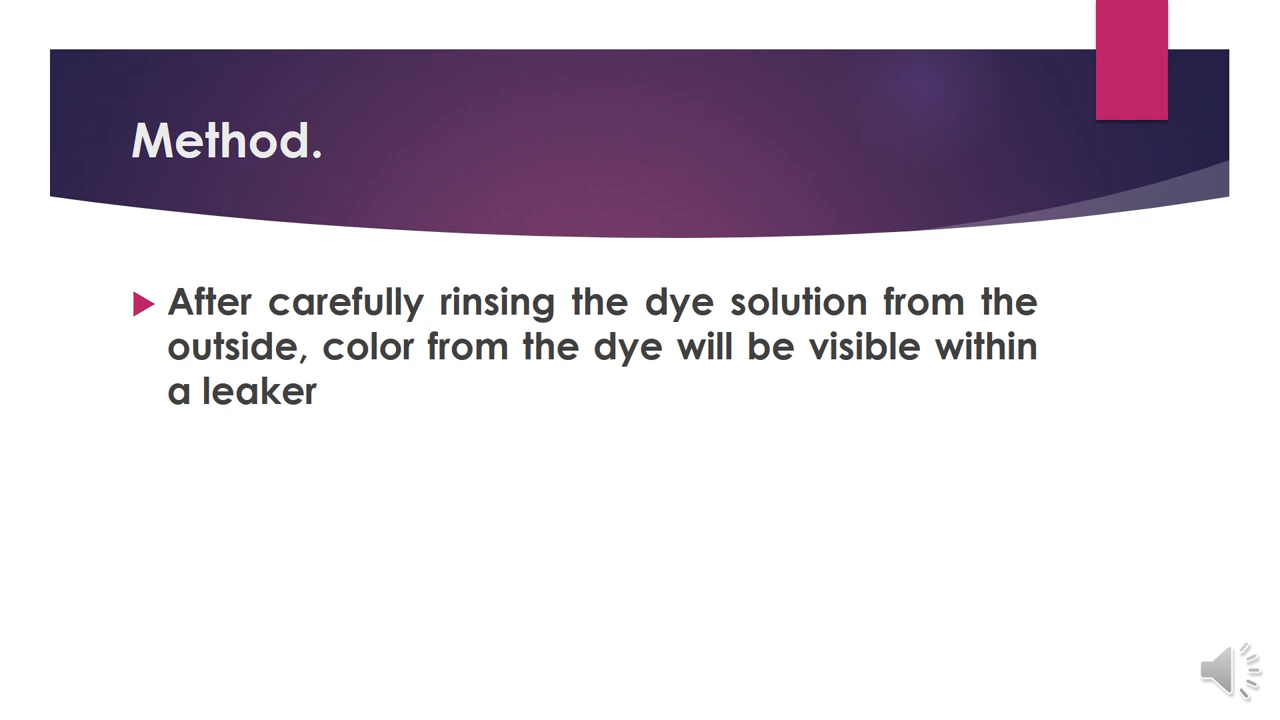 Method.
After carefully rinsing the dye solution from the
outside, color from the dye will be visible within
a leaker